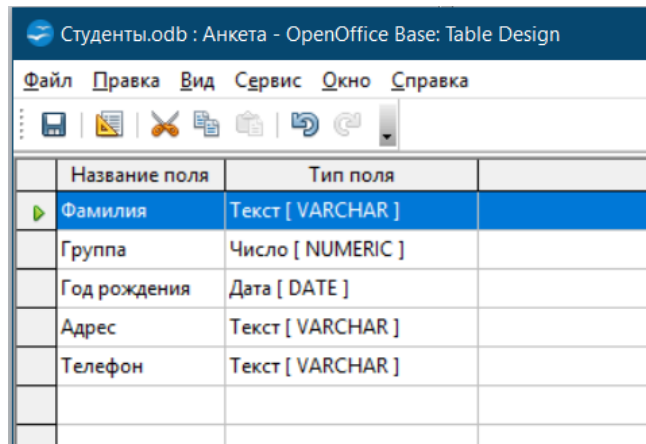 Студенты.odb : Анкета - OpenOffice Base: Table Design
Файл Правка Вид Сервис Окно Справка
Название поля Тип поля
Фамилия Текст [ VARCHAR ]
Группа Число [ NUMERIC ]
Год рождения Дата [ DATE ]
Адрес Текст [ VARCHAR ]
Телефон Текст [ VARCHAR ]